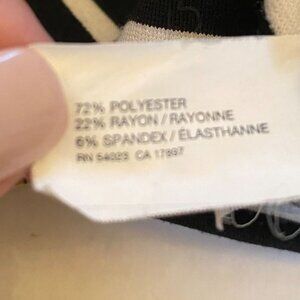 72% POLYESTER
22% RAYON / RAYONNE
6% SPANDEX / ÉLASTHANNE
RN 54023 CA 17897